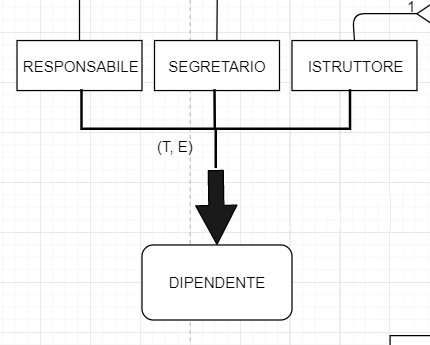 1
RESPONSABILE
SEGRETARIO
ISTRUTTORE
(T, E)
DIPENDENTE